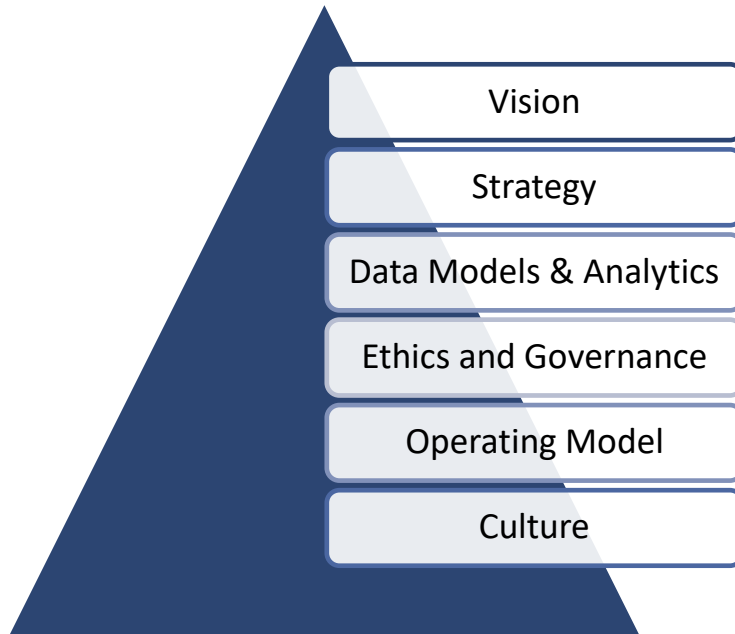 Vision
Strategy
Data Models & Analytics
Ethics and Governance
Operating Model
Culture